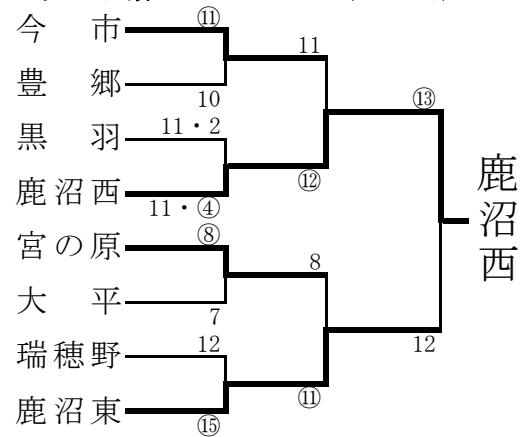 今市
⑪
11
豊郷
10
⑬
黒羽
11・2
鹿沼西
11・④
⑫
鹿沼西
宮の原
⑧
8
大平
7
瑞穂野
12
12
鹿沼東
⑮
⑪